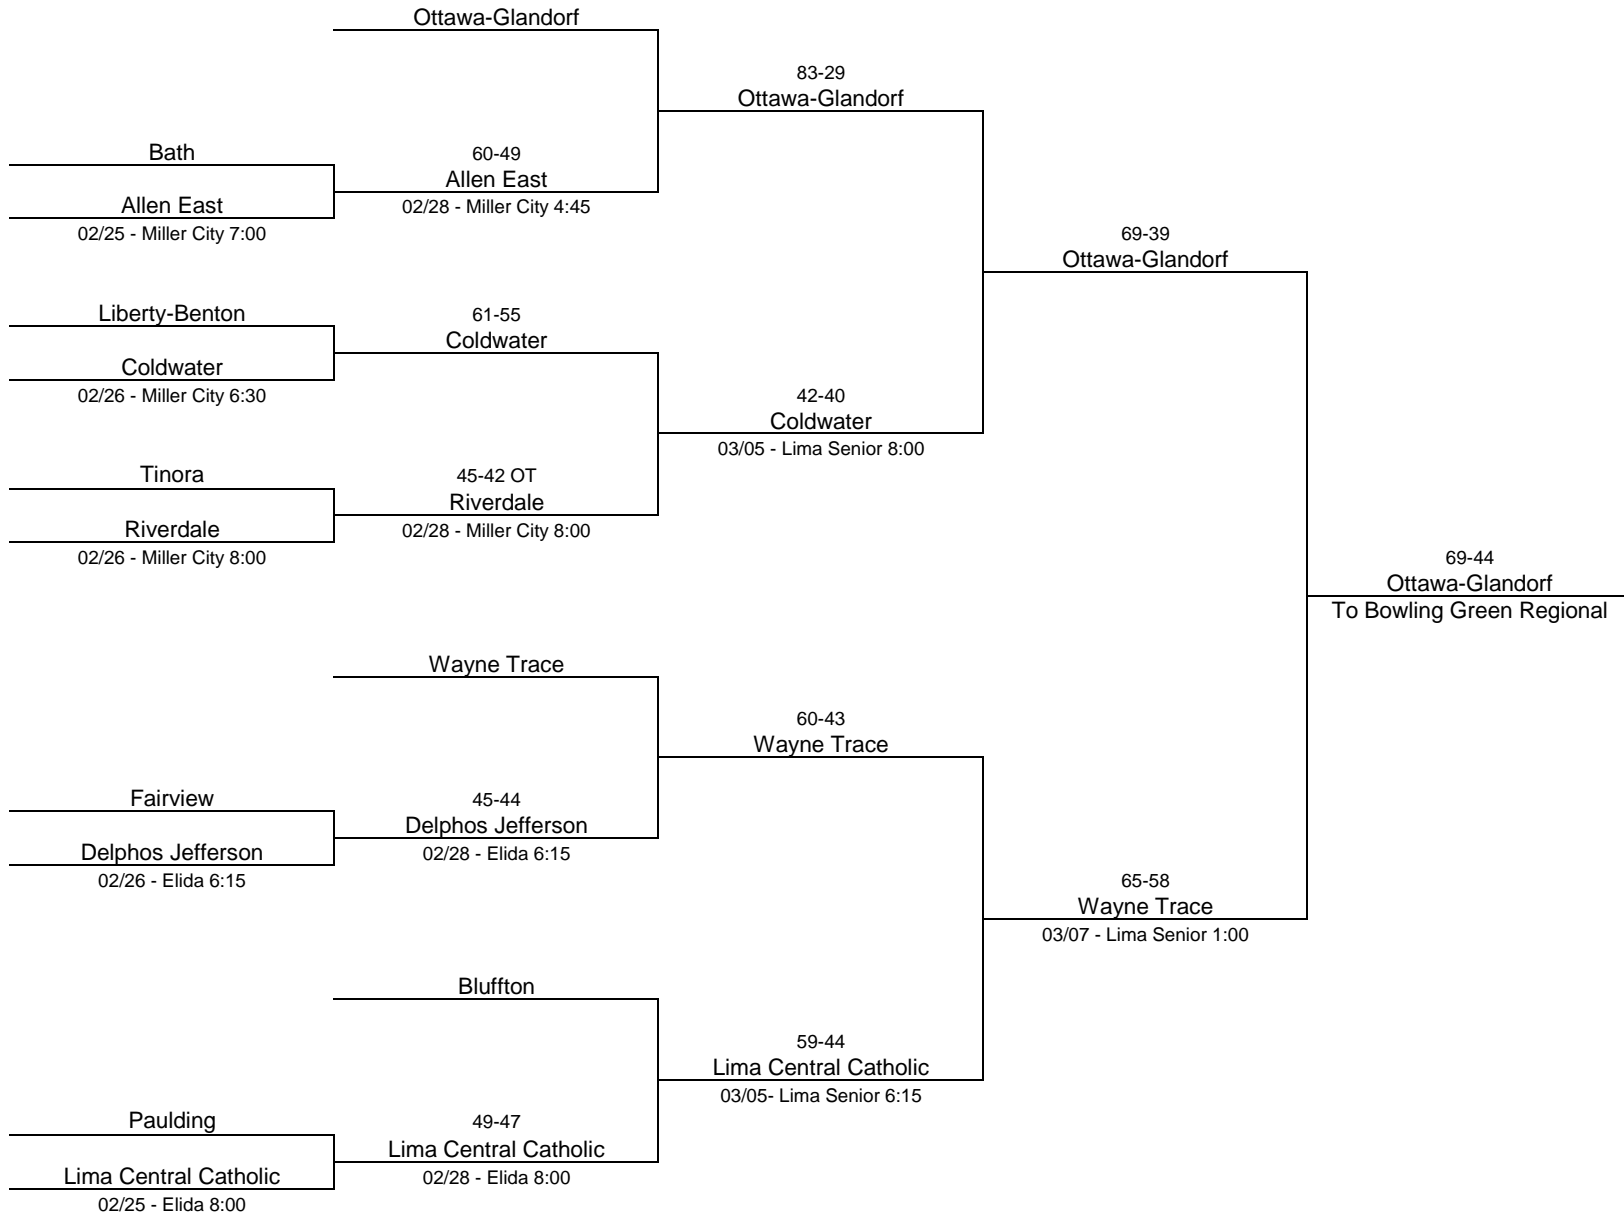 Ottawa-Glandorf
83-29
Ottawa-Glandorf
Bath
60-49
Allen East
Allen East
02/28 - Miller City 4:45
02/25 - Miller City 7:00
69-39
Ottawa-Glandorf
Liberty-Benton
61-55
Coldwater
Coldwater
02/26 - Miller City 6:30
42-40
Coldwater
03/05 - Lima Senior 8:00
Tinora
45-42 OT
Riverdale
Riverdale
02/28 - Miller City 8:00
02/26 - Miller City 8:00
69-44
Ottawa-Glandorf
To Bowling Green Regional
Wayne Trace
60-43
Wayne Trace
Fairview
45-44
Delphos Jefferson
Delphos Jefferson
02/28 - Elida 6:15
02/26 - Elida 6:15
65-58
Wayne Trace
03/07 - Lima Senior 1:00
Bluffton
59-44
Lima Central Catholic
03/05- Lima Senior 6:15
Paulding
49-47
Lima Central Catholic
Lima Central Catholic
02/28 - Elida 8:00
02/25 - Elida 8:00